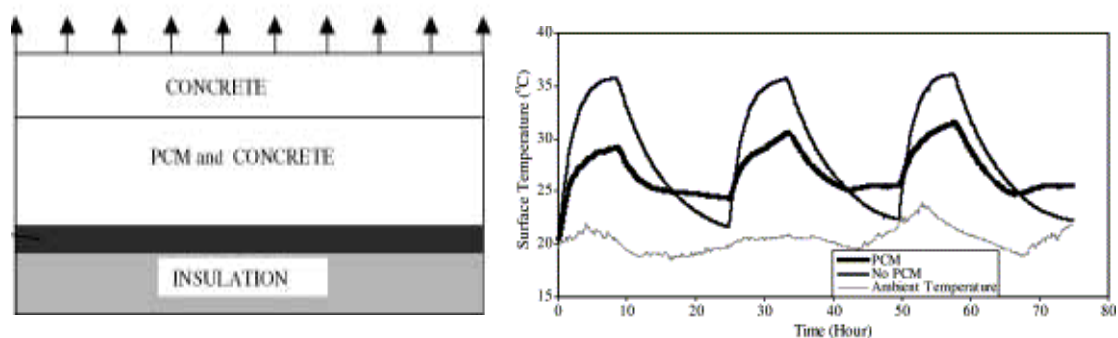 CONCRETE
PCM and CONCRETE
INSULATION
40
35
30
25
20
15
Surface Temperature (°C)
PCM
No PCM
Ambient Temperature
0 10 20 30 40 50 60 70 80
Time (Hour)